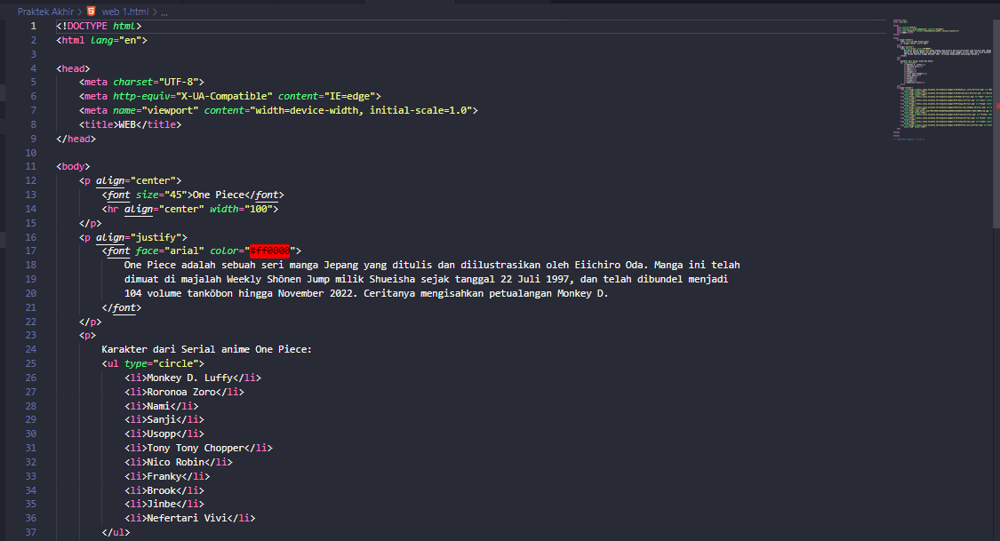 Praktek Akhir > web 1.html > ...
1 <!DOCTYPE html>
2 <html lang="en">
3
4 <head>
5 <meta charset="UTF-8">
6 <meta http-equiv="X-UA-Compatible" content="IE=edge">
7 <meta name="viewport" content="width=device-width, initial-scale=1.0">
8 <title>WEB</title>
9 </head>
10
11 <body>
12 <p align="center">
13 <font size="45">One Piece</font>
14 <hr align="center" width="100">
15 </p>
16 <p align="justify">
17 <font face="arial" color="#ff0000">
18 One Piece adalah sebuah seri manga Jepang yang ditulis dan diilustrasikan oleh Eiichiro Oda. Manga ini telah
19 dimuat di majalah Weekly Shōnen Jump milik Shueisha sejak tanggal 22 Juli 1997, dan telah dibundel menjadi
20 104 volume tankōbon hingga November 2022. Ceritanya mengisahkan petualangan Monkey D.
21 </font>
22 </p>
23 <p>
24 Karakter dari Serial anime One Piece:
25 <ul type="circle">
26 <li>Monkey D. Luffy</li>
27 <li>Roronoa Zoro</li>
28 <li>Nami</li>
29 <li>Sanji</li>
30 <li>Usopp</li>
31 <li>Tony Tony Chopper</li>
32 <li>Nico Robin</li>
33 <li>Franky</li>
34 <li>Brook</li>
35 <li>Jinbe</li>
36 <li>Nefertari Vivi</li>
37 </ul>